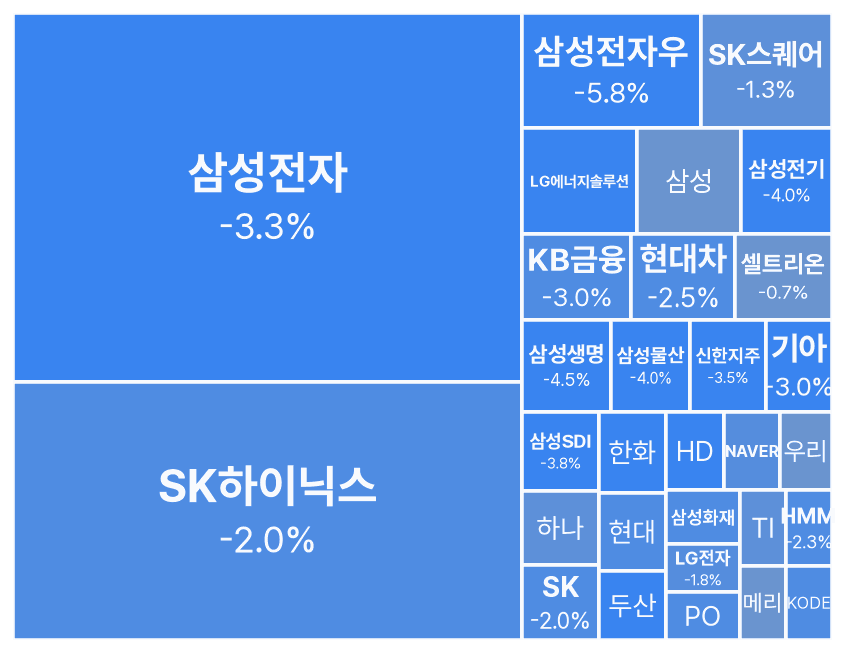 삼성전자
-3.3%
SK하이닉스
-2.0%
삼성전자우
-5.8%
SK스퀘어
-1.3%
LG에너지솔루션
삼성
삼성전기
-4.0%
KB금융
-3.0%
현대차
-2.5%
셀트리온
-0.7%
삼성생명
-4.5%
삼성물산
-4.0%
신한지주
-3.5%
기아
-3.0%
삼성SDI
-3.8%
한화
HD
NAVER
우리
하나
현대
삼성화재
TI
HMM
-2.3%
LG전자
-1.8%
SK
-2.0%
두산
PO
메리
KODE